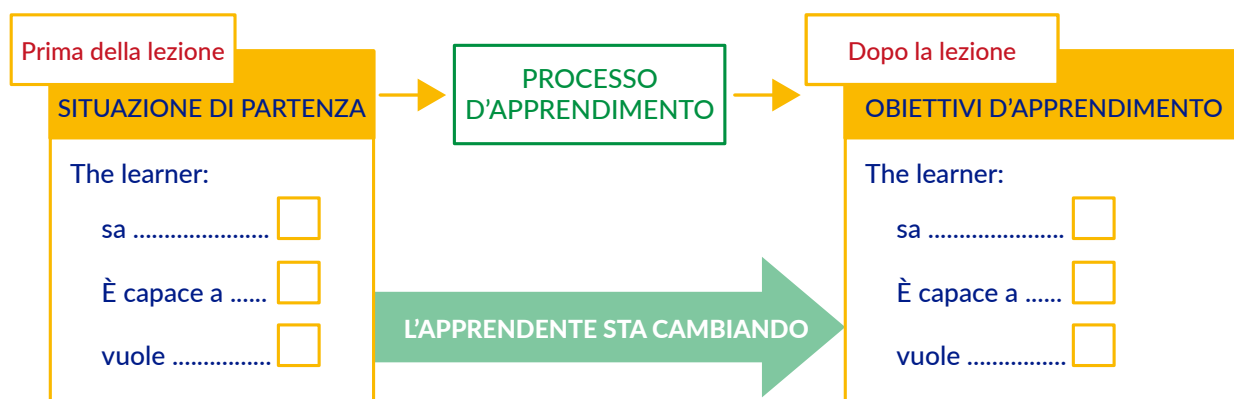 Prima della lezione
SITUAZIONE DI PARTENZA
The learner:
sa .....................
È capace a ......
vuole ................
PROCESSO
D'APPRENDIMENTO
L'APPRENDENTE STA CAMBIANDO
Dopo la lezione
OBIETTIVI D'APPRENDIMENTO
The learner:
sa .....................
È capace a ......
vuole ................